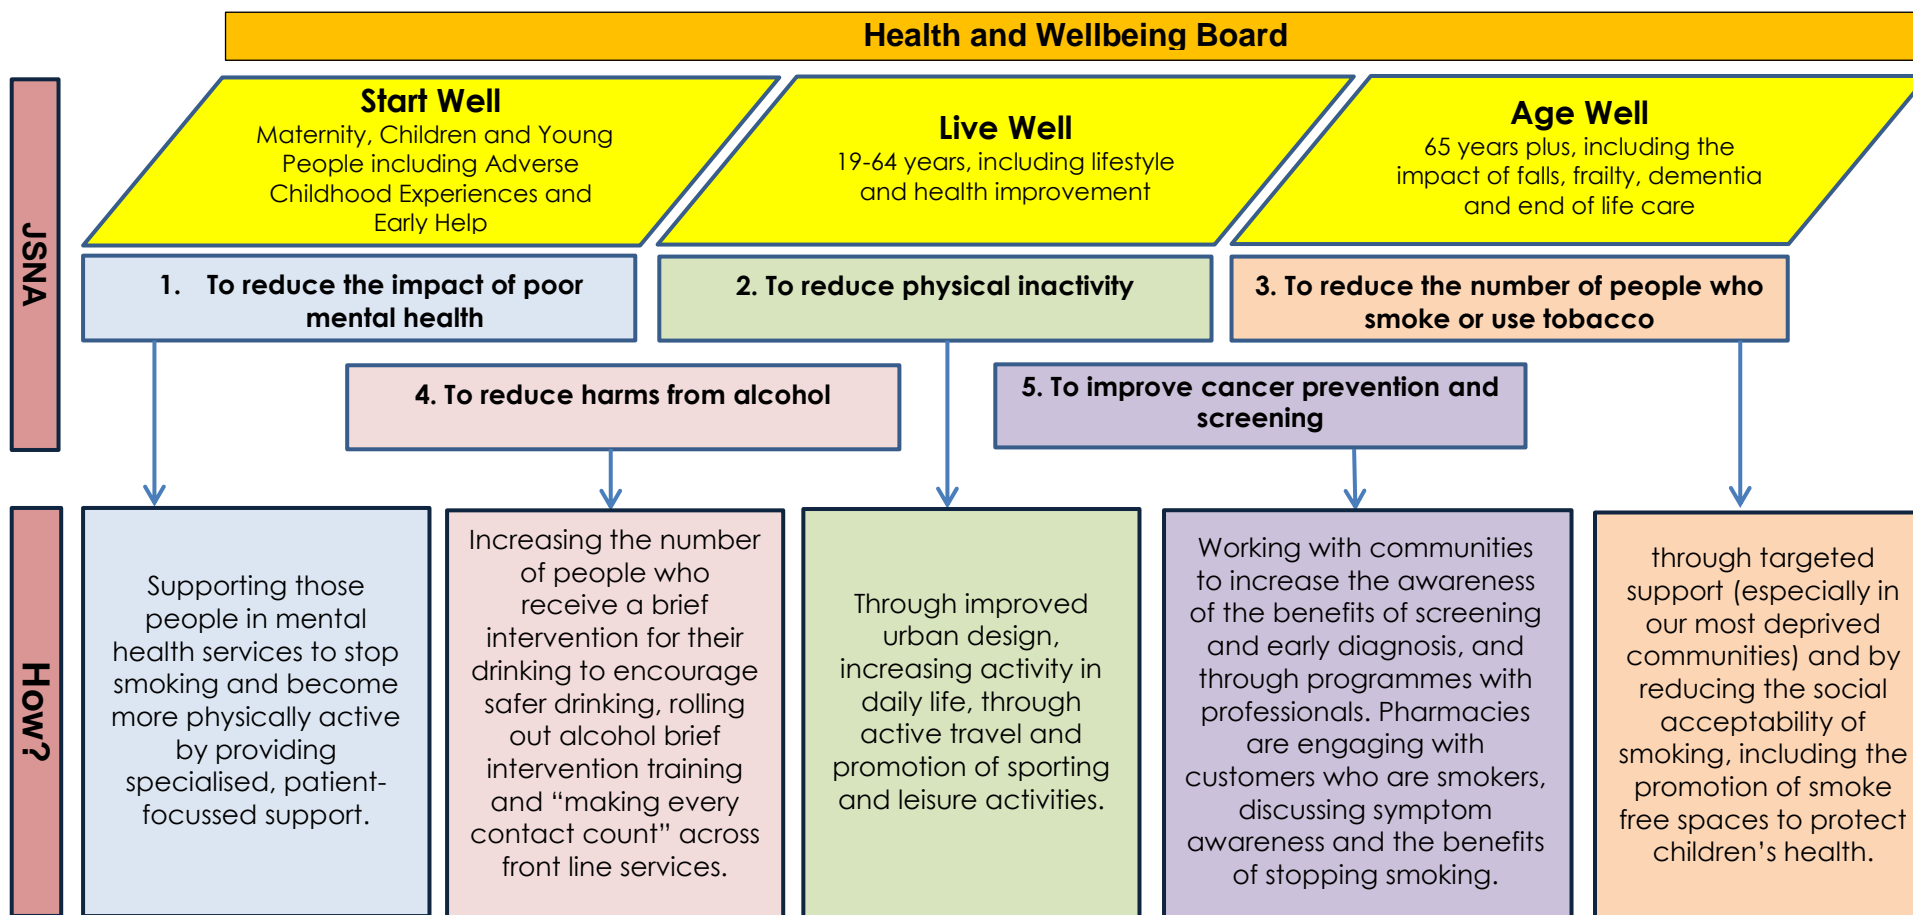 Health and Wellbeing Board
JSNA
Start Well
Maternity, Children and Young
People including Adverse
Childhood Experiences and
Early Help
Live Well
19-64 years, including lifestyle
and health improvement
Age Well
65 years plus, including the
impact of falls, frailty, dementia
and end of life care
1. To reduce the impact of poor
mental health
2. To reduce physical inactivity
3. To reduce the number of people who
smoke or use tobacco
4. To reduce harms from alcohol
5. To improve cancer prevention and
screening
How?
Supporting those
people in mental
health services to stop
smoking and become
more physically active
by providing
specialised, patient-
focussed support.
Increasing the number
of people who
receive a brief
intervention for their
drinking to encourage
safer drinking, rolling
out alcohol brief
intervention training
and “making every
contact count” across
front line services.
Through improved
urban design,
increasing activity in
daily life, through
active travel and
promotion of sporting
and leisure activities.
Working with communities
to increase the awareness
of the benefits of screening
and early diagnosis, and
through programmes with
professionals. Pharmacies
are engaging with
customers who are smokers,
discussing symptom
awareness and the benefits
of stopping smoking.
through targeted
support (especially in
our most deprived
communities) and by
reducing the social
acceptability of
smoking, including the
promotion of smoke
free spaces to protect
children’s health.